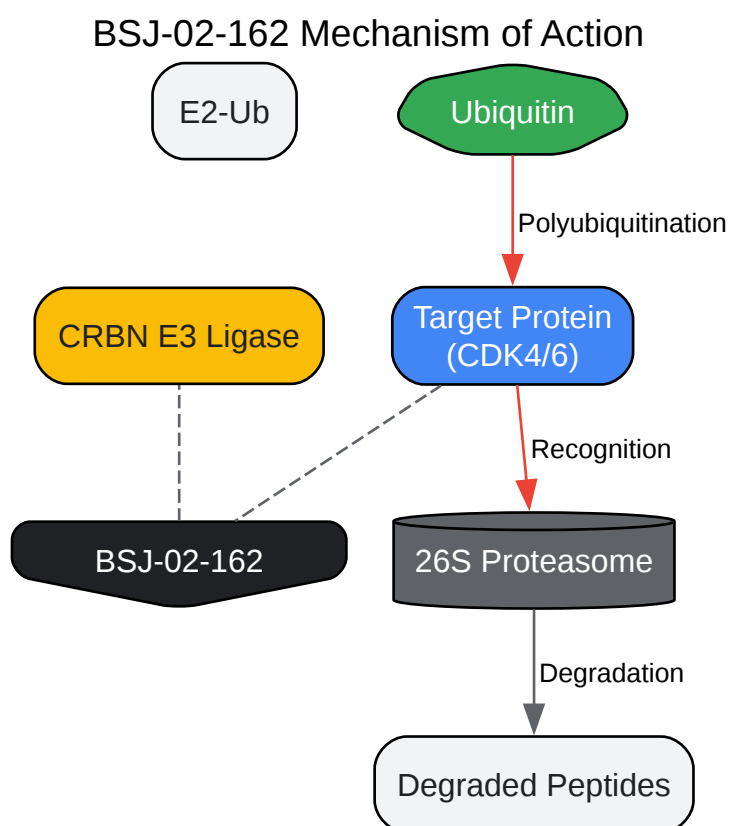 BSJ-02-162 Mechanism of Action
E2-Ub
Ubiquitin
Polyubiquitination
CRBN E3 Ligase
Target Protein
(CDK4/6)
Recognition
BSJ-02-162
26S Proteasome
Degradation
Degraded Peptides